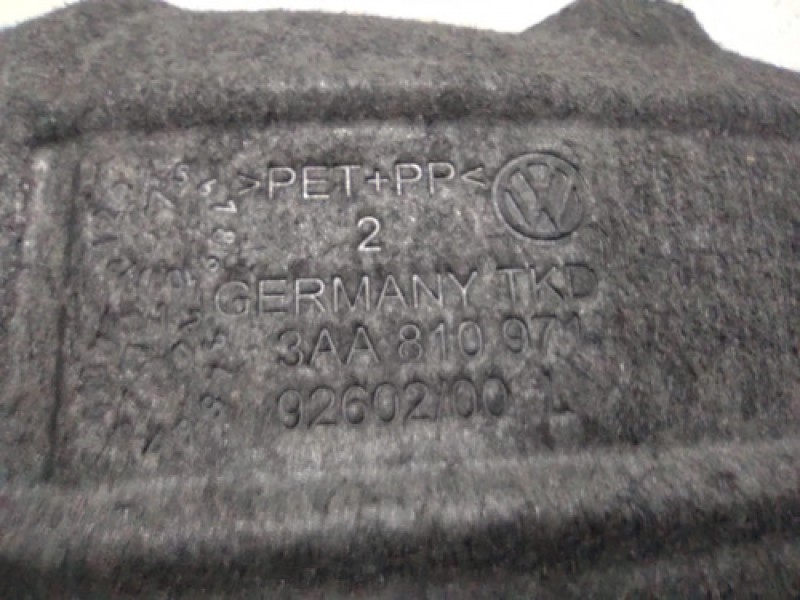 >PET+PP<
2
GERMANY TKD
3AA 810 971
92602/00 L